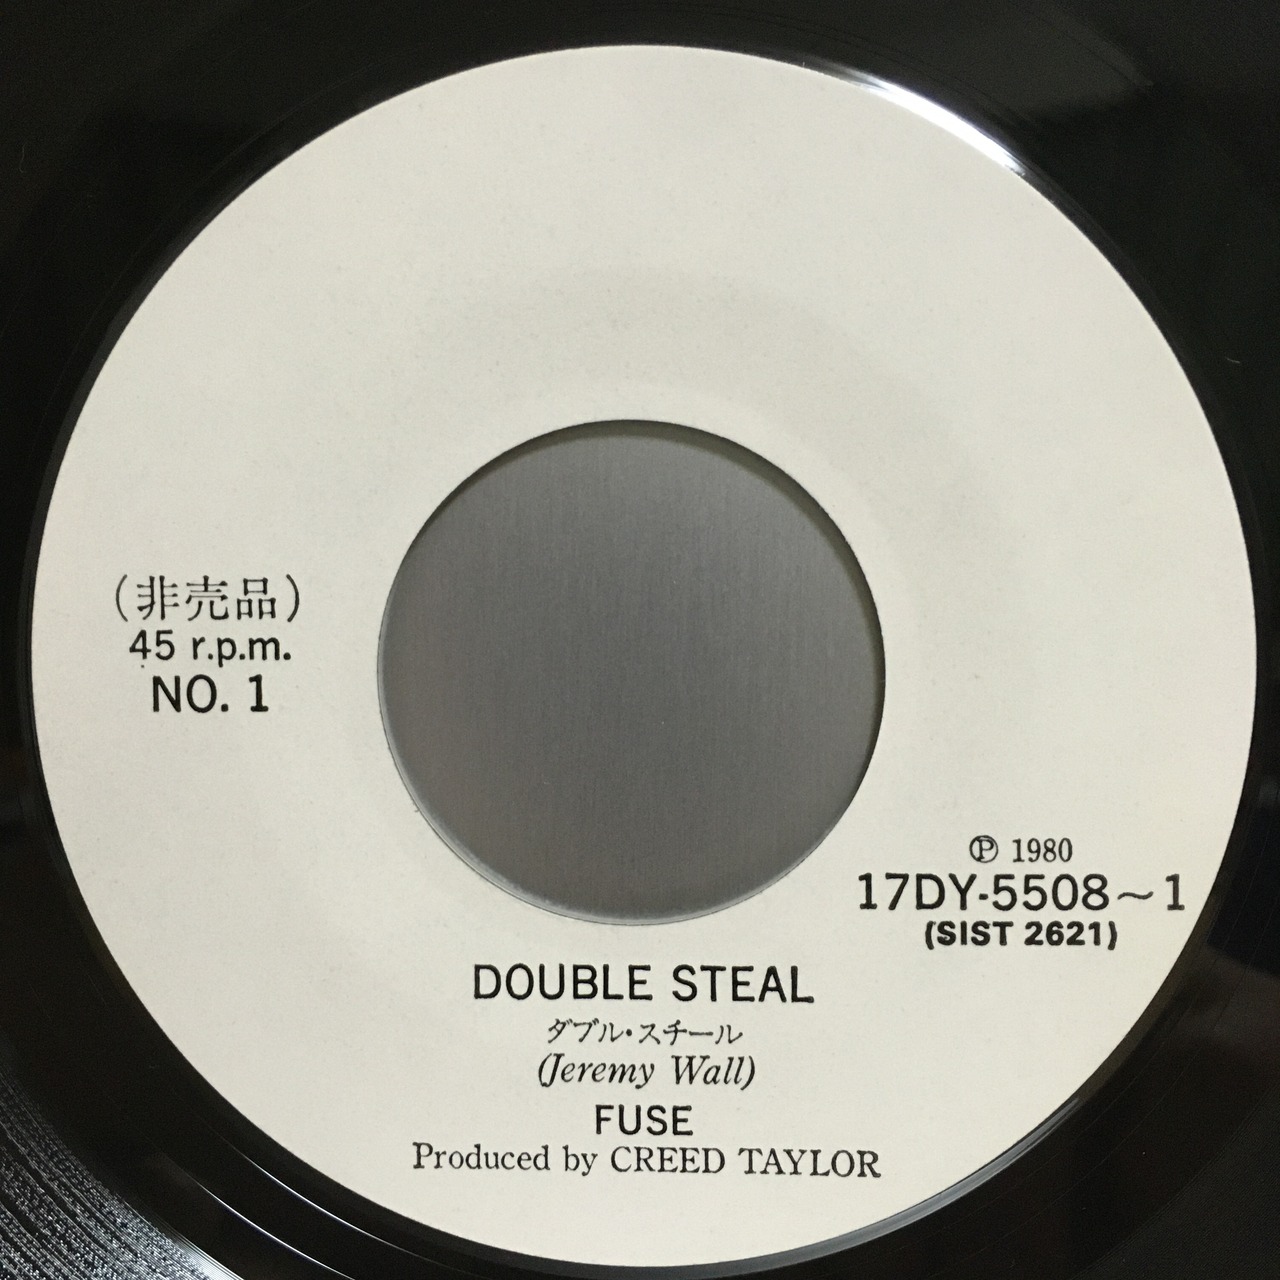 (非売品)
45 r.p.m.
NO. 1
Ⓟ 1980
17DY-5508~1
(SIST 2621)
DOUBLE STEAL
ダブル・スチール
(Jeremy Wall)
FUSE
Produced by CREED TAYLOR